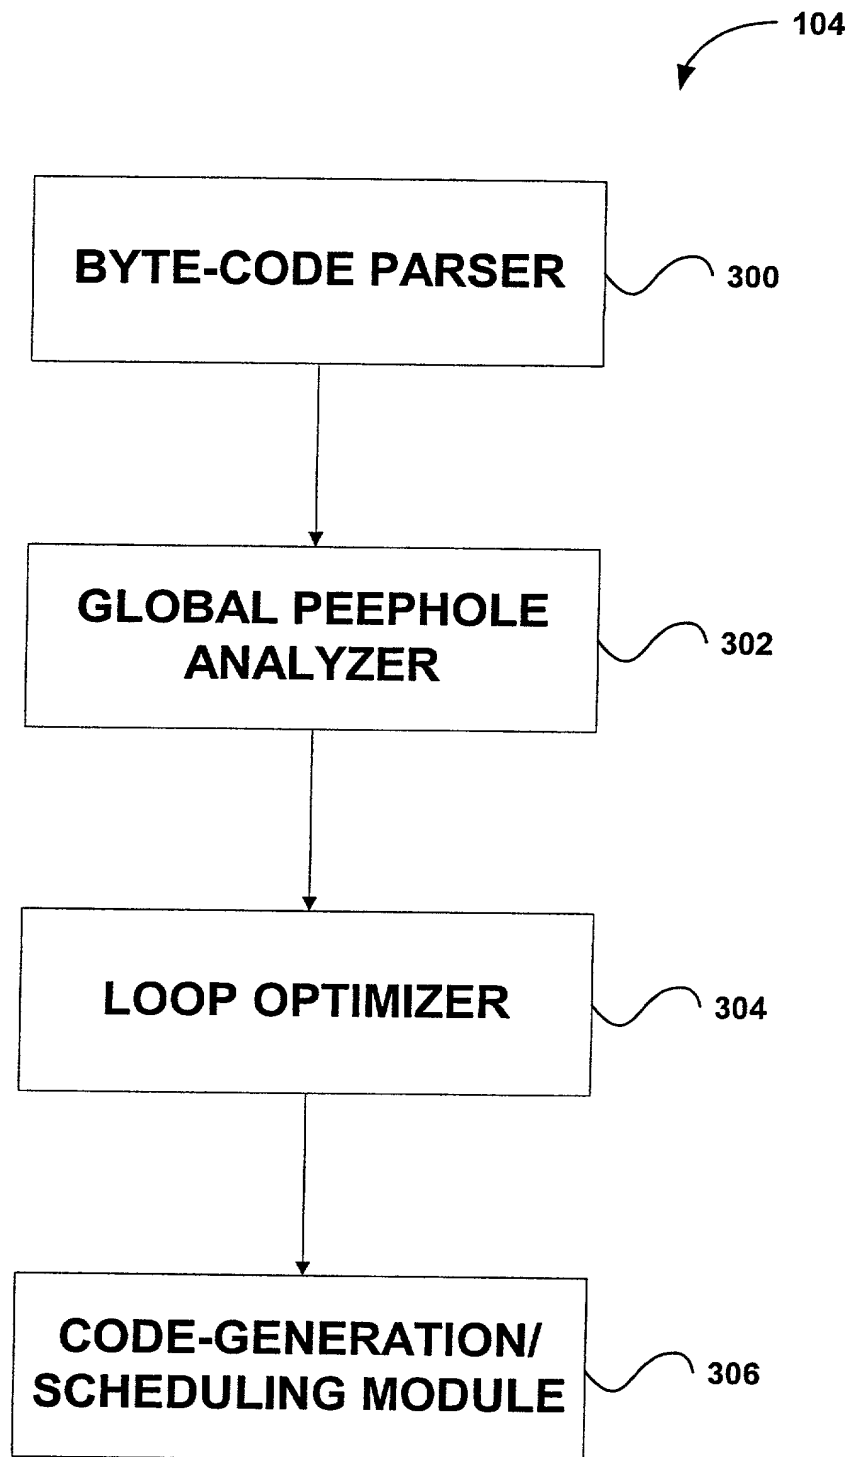 104
BYTE-CODE PARSER
300
GLOBAL PEEPHOLE
ANALYZER
302
LOOP OPTIMIZER
304
CODE-GENERATION/
SCHEDULING MODULE
306